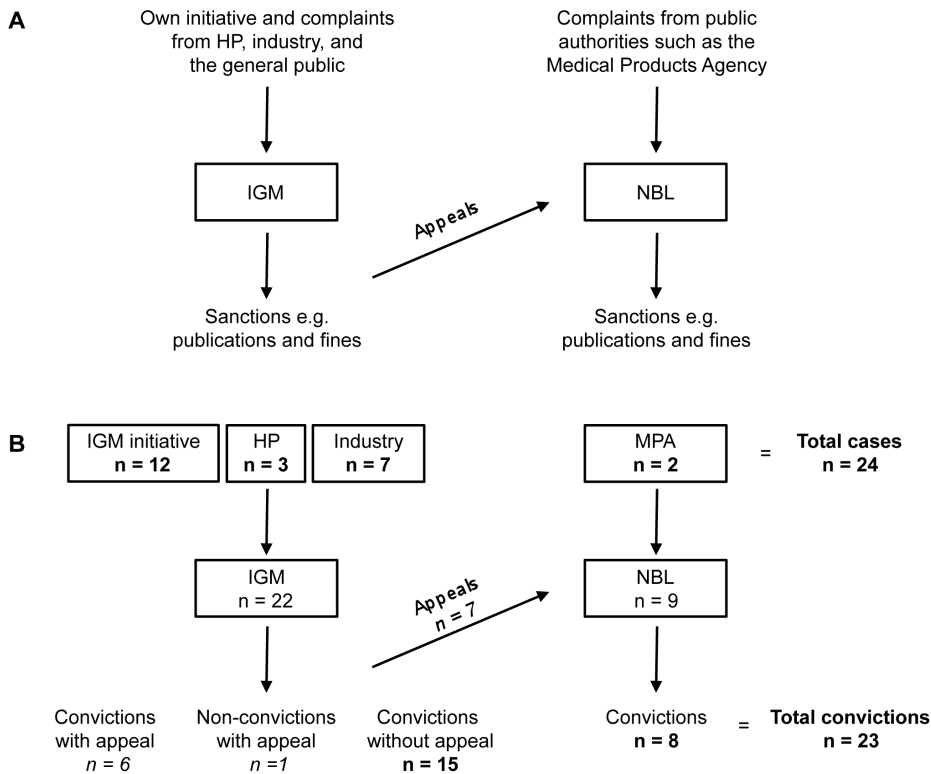 A
Own initiative and complaints
from HP, industry, and
the general public
Complaints from public
authorities such as the
Medical Products Agency
IGM
Appeals
NBL
Sanctions e.g.
publications and fines
Sanctions e.g.
publications and fines
B
IGM initiative
n = 12
HP
n = 3
Industry
n = 7
MPA
n = 2
=
Total cases
n = 24
IGM
n = 22
Appeals
n = 7
NBL
n = 9
Convictions
with appeal
n = 6
Non-convictions
with appeal
n =1
Convictions
without appeal
n = 15
Convictions
n = 8
=
Total convictions
n = 23